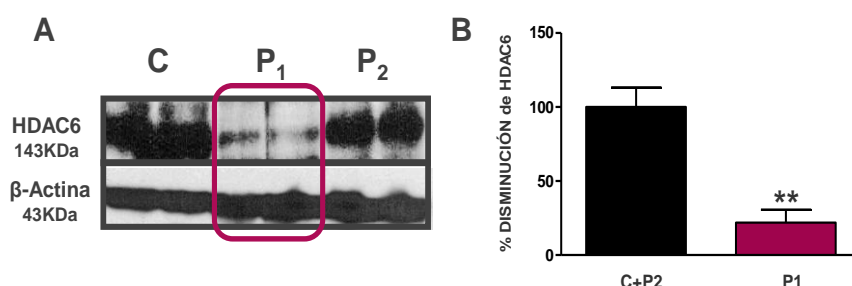 A
C P₁ P₂
HDAC6
143KDa
β-Actina
43KDa
B
% DISMINUCIÓN de HDAC6
150
100
50
0
**
C+P2 P1